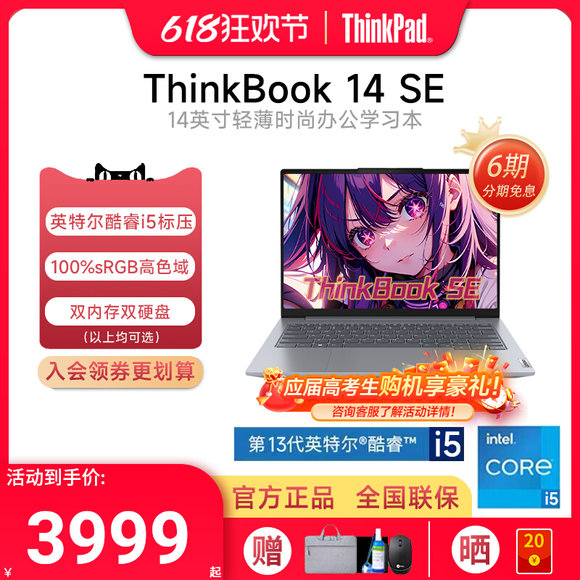 618狂欢节 ThinkPad®
ThinkBook 14 SE
14英寸轻薄时尚办公学习本
6期
分期免息
英特尔酷睿i5标压
100%sRGB高色域
双内存双硬盘
(以上均可选)
入会领券更划算
ThinkBook SE
应届高考生购机享豪礼!
咨询客服了解活动详情!
第13代英特尔®酷睿™ i5
intel
CORE
i5
活动到手价:
官方正品 全国联保
¥ 3999 起
赠
晒
20
¥